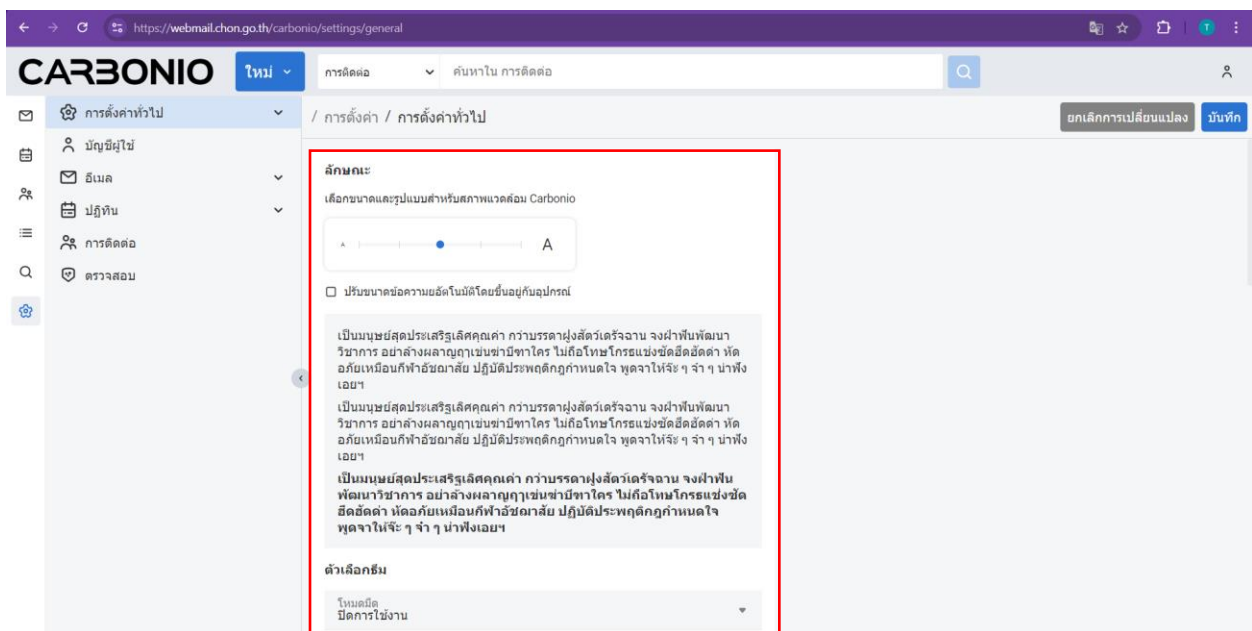 https://webmail.chon.go.th/carbonio/settings/general
T
CARBONIO
ใหม่
การติดต่อ
ค้นหาใน การติดต่อ
การตั้งค่าทั่วไป
บัญชีผู้ใช้
อีเมล
ปฏิทิน
การติดต่อ
ตรวจสอบ
/ การตั้งค่า / การตั้งค่าทั่วไป
ยกเลิกการเปลี่ยนแปลง
บันทึก
ลักษณะ
เลือกขนาดและรูปแบบสำหรับสภาพแวดล้อม Carbonio
A A
ปรับขนาดข้อความยอัตโนมัติโดยขึ้นอยู่กับอุปกรณ์
เป็นมนุษย์สุดประเสริฐเลิศคุณค่า กว่าบรรดาฝูงสัตว์เดรัจฉาน จงฝ่าฟันพัฒนา
วิชาการ อย่าล้างผลาญฤๅเข่นฆ่าบีฑาใคร ไม่ถือโทษโกรธแช่งซัดฮึดฮัดด่า หัด
อภัยเหมือนกีฬาอัชฌาสัย ปฏิบัติประพฤติกฎกำหนดใจ พูดจาให้จ๊ะ ๆ จ๋า ๆ น่าฟัง
เอยฯ
เป็นมนุษย์สุดประเสริฐเลิศคุณค่า กว่าบรรดาฝูงสัตว์เดรัจฉาน จงฝ่าฟันพัฒนา
วิชาการ อย่าล้างผลาญฤๅเข่นฆ่าบีฑาใคร ไม่ถือโทษโกรธแช่งซัดฮึดฮัดด่า หัด
อภัยเหมือนกีฬาอัชฌาสัย ปฏิบัติประพฤติกฎกำหนดใจ พูดจาให้จ๊ะ ๆ จ๋า ๆ น่าฟัง
เอยฯ
เป็นมนุษย์สุดประเสริฐเลิศคุณค่า กว่าบรรดาฝูงสัตว์เดรัจฉาน จงฝ่าฟัน
พัฒนาวิชาการ อย่าล้างผลาญฤๅเข่นฆ่าบีฑาใคร ไม่ถือโทษโกรธแช่งซัด
ฮึดฮัดด่า หัดอภัยเหมือนกีฬาอัชฌาสัย ปฏิบัติประพฤติกฎกำหนดใจ
พูดจาให้จ๊ะ ๆ จ๋า ๆ น่าฟังเอยฯ
ตัวเลือกธีม
โหมดมืด
ปิดการใช้งาน